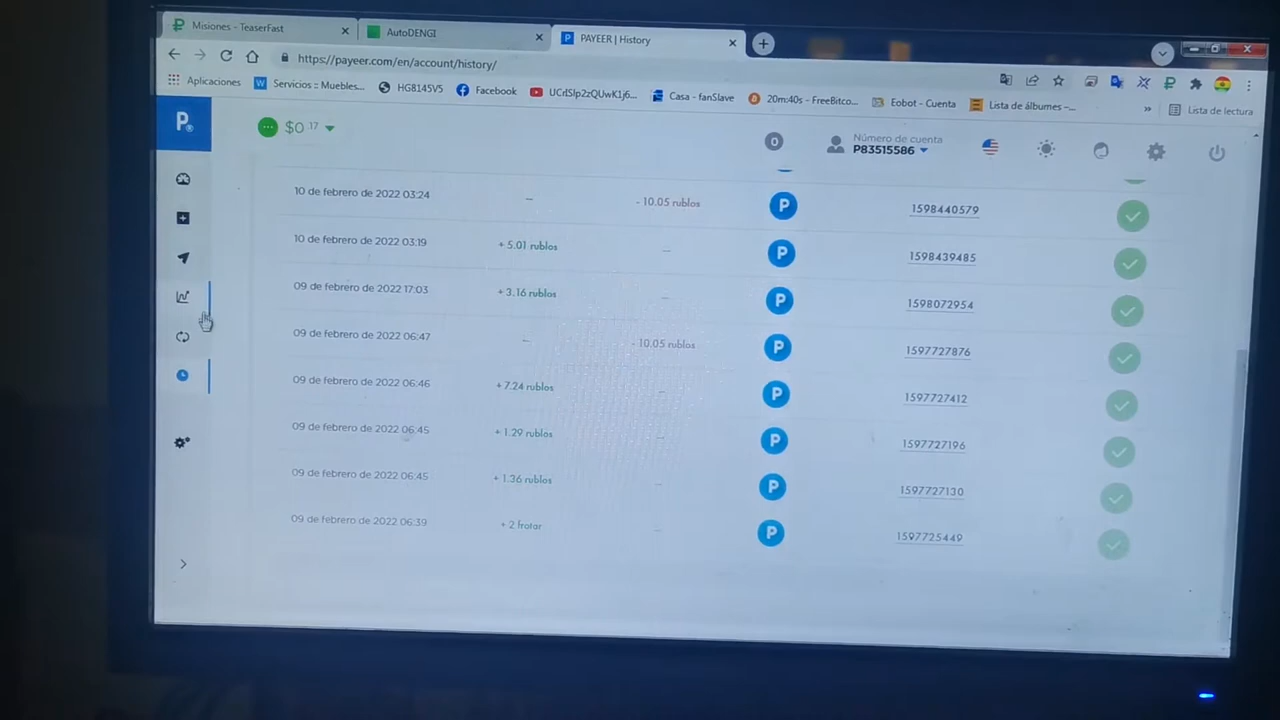 Misiones - TeaserFast
AutoDENGI
PAYEER | History
https://payeer.com/en/account/history/
Aplicaciones
Servicios :: Muebles...
HG8145V5
Facebook
UCrISIp2zQUwK1j6...
Casa - fanSlave
20m:40s - FreeBitco...
Eobot - Cuenta
Lista de álbumes –...
»
Lista de lectura
P
$0 .17
0
Número de cuenta
P83515586
10 de febrero de 2022 03:24 – - 10.05 rublos P 1598440579
10 de febrero de 2022 03:19 + 5.01 rublos – P 1598439485
09 de febrero de 2022 17:03 + 3.16 rublos – P 1598072954
09 de febrero de 2022 06:47 – - 10.05 rublos P 1597727876
09 de febrero de 2022 06:46 + 7.24 rublos – P 1597727412
09 de febrero de 2022 06:45 + 1.29 rublos – P 1597727196
09 de febrero de 2022 06:45 + 1.36 rublos – P 1597727130
09 de febrero de 2022 06:39 + 2 frotar – P 1597725449